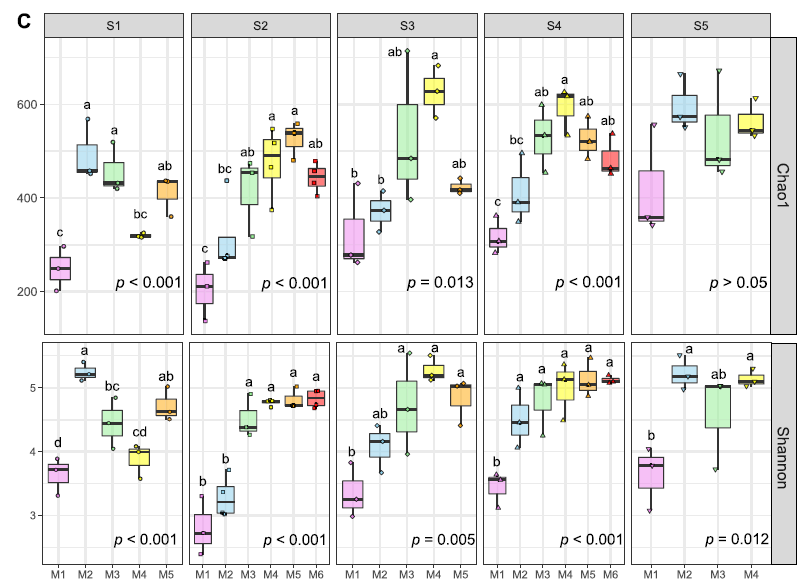 C
S1 S2 S3 S4 S5
a a ab c bc
c bc ab a a ab
ab a b b
c bc ab a ab ab
600
400
200
p < 0.001 p < 0.001 p = 0.013 p < 0.001 p > 0.05
Chao1
d a bc cd ab
b b a a a a
b ab a a a
b a a a a
b a ab a
5
4
3
p < 0.001 p < 0.001 p = 0.005 p < 0.001 p = 0.012
Shannon
M1 M2 M3 M4 M5 M1 M2 M3 M4 M5 M6 M1 M2 M3 M4 M5 M1 M2 M3 M4 M5 M6 M1 M2 M3 M4